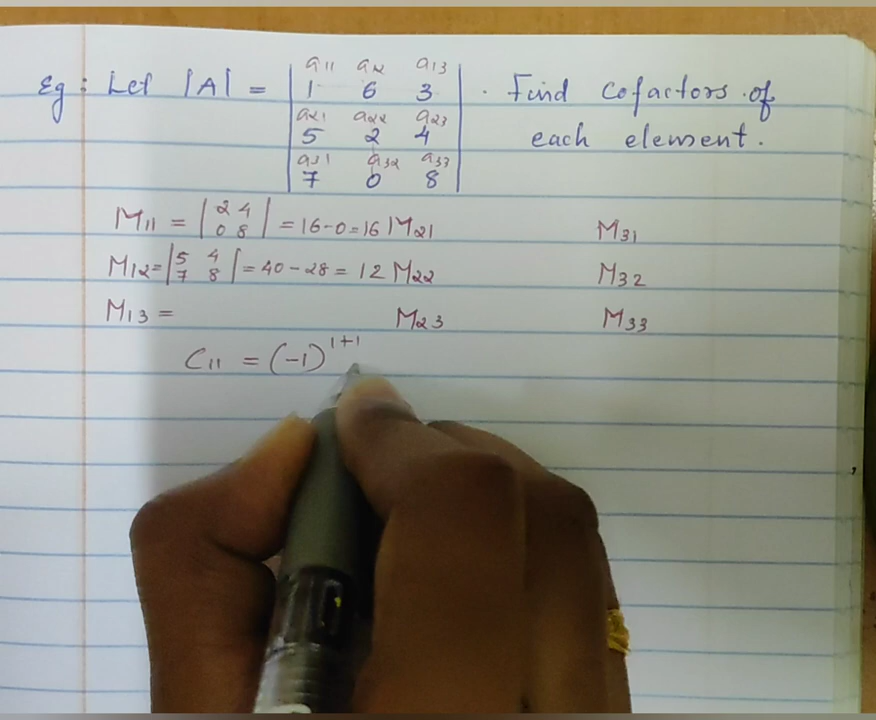 a11 a12 a13
Eg : Let |A| = | 1 6 3 | . Find cofactors of
a21 a22 a23
5 2 4 each element.
a31 a32 a33
7 0 8
M11 = | 2 4 | = 16-0=16 | M21 M31
0 8
M12= | 5 4 | = 40-28 = 12 M22 M32
7 8
M13 = M23 M33
C11 = (-1)^1+1